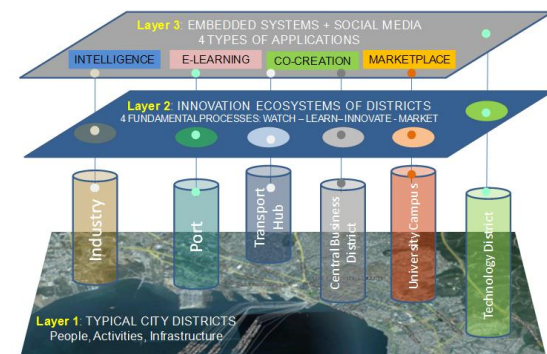 Layer 3: EMBEDDED SYSTEMS + SOCIAL MEDIA
4 TYPES OF APPLICATIONS
INTELLIGENCE
E-LEARNING
CO-CREATION
MARKETPLACE
Layer 2: INNOVATION ECOSYSTEMS OF DISTRICTS
4 FUNDAMENTAL PROCESSES: WATCH – LEARN– INNOVATE - MARKET
Industry
Port
Transport
Hub
Central Business
District
University Campus
Technology District
Layer 1: TYPICAL CITY DISTRICTS
People, Activities, Infrastructure